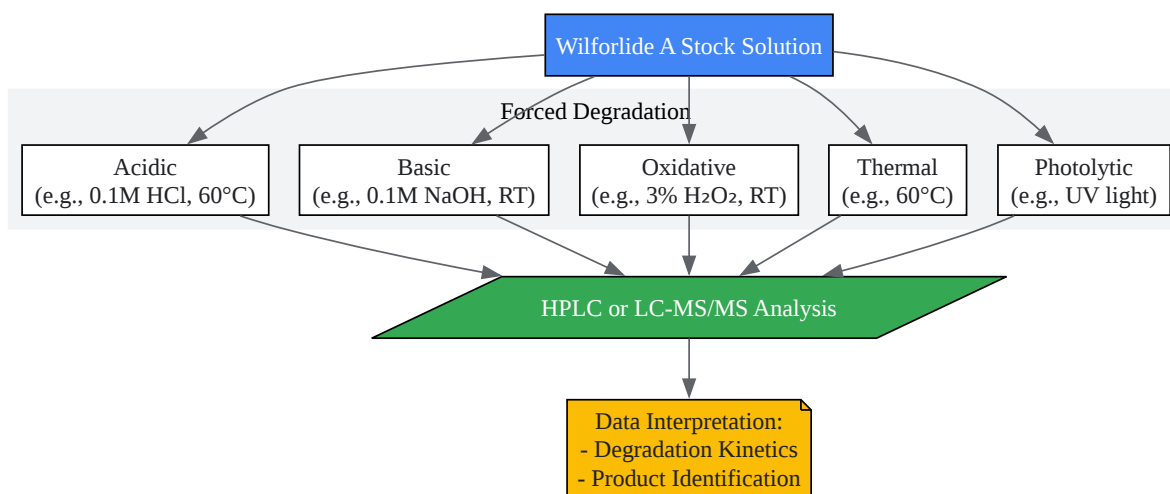 Wilforlide A Stock Solution
Forced Degradation
Acidic
(e.g., 0.1M HCl, 60°C)
Basic
(e.g., 0.1M NaOH, RT)
Oxidative
(e.g., 3% H₂O₂, RT)
Thermal
(e.g., 60°C)
Photolytic
(e.g., UV light)
HPLC or LC-MS/MS Analysis
Data Interpretation:
- Degradation Kinetics
- Product Identification